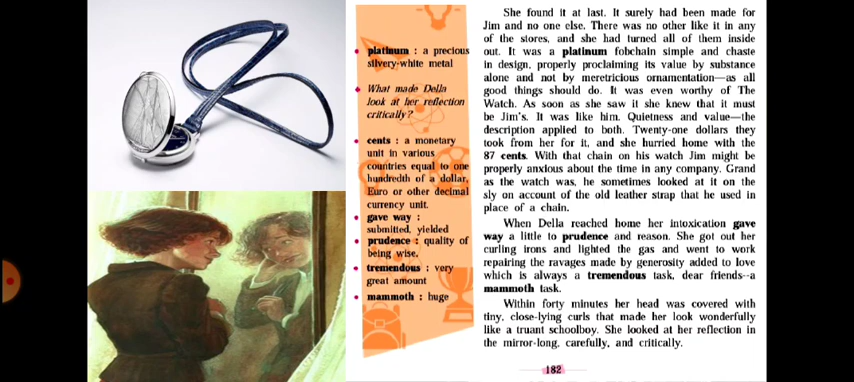 platinum : a precious
silvery-white metal
What made Della
look at her reflection
critically?
cents : a monetary
unit in various
countries equal to one
hundredth of a dollar,
Euro or other decimal
currency unit.
gave way :
submitted, yielded
prudence : quality of
being wise.
tremendous : very
great amount
mammoth : huge
She found it at last. It surely had been made for
Jim and no one else. There was no other like it in any
of the stores, and she had turned all of them inside
out. It was a platinum fobchain simple and chaste
in design, properly proclaiming its value by substance
alone and not by meretricious ornamentation—as all
good things should do. It was even worthy of The
Watch. As soon as she saw it she knew that it must
be Jim's. It was like him. Quietness and value—the
description applied to both. Twenty-one dollars they
took from her for it, and she hurried home with the
87 cents. With that chain on his watch Jim might be
properly anxious about the time in any company. Grand
as the watch was, he sometimes looked at it on the
sly on account of the old leather strap that he used in
place of a chain.
When Della reached home her intoxication gave
way a little to prudence and reason. She got out her
curling irons and lighted the gas and went to work
repairing the ravages made by generosity added to love
which is always a tremendous task, dear friends--a
mammoth task.
Within forty minutes her head was covered with
tiny, close-lying curls that made her look wonderfully
like a truant schoolboy. She looked at her reflection in
the mirror-long, carefully, and critically.
182